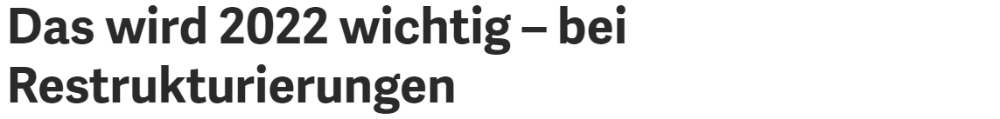 Das wird 2022 wichtig – bei
Restrukturierungen